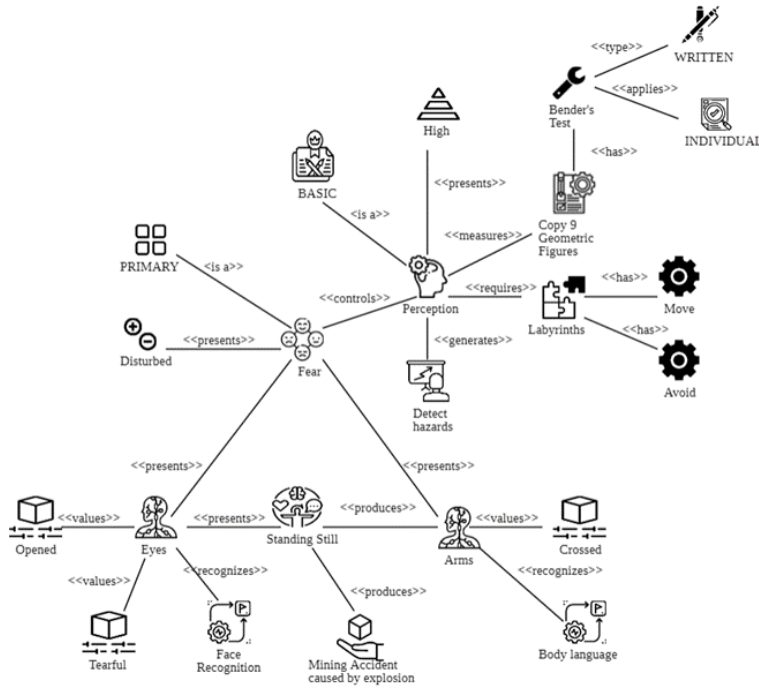 <<type>>
WRITTEN
<<applies>>
Bender's
Test
INDIVIDUAL
High
<<has>>
BASIC
<<presents>>
<is a>>
<<measures>>
Copy 9
Geometric
Figures
PRIMARY
<is a>>
<<controls>>
Perception
<<requires>>
<<has>>
Labyrinths
Move
<<has>>
Disturbed
<<presents>>
Fear
<<generates>>
Avoid
Detect
hazards
<<presents>>
<<presents>>
Opened
<<values>>
Eyes
<<presents>>
Standing Still
<<produces>>
Arms
<<values>>
Crossed
<<values>>
<<recognizes>>
<<produces>>
<<recognizes>>
Tearful
Face
Recognition
Mining Accident
caused by explosion
Body language